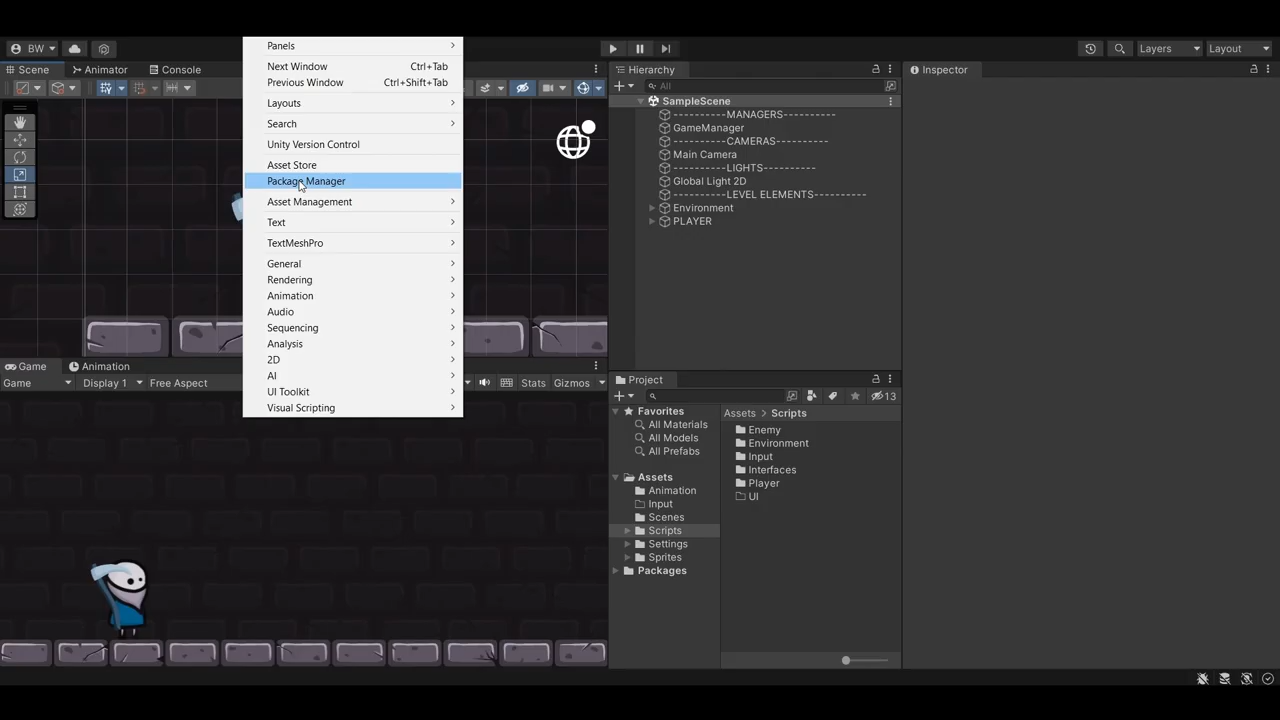 BW
Layers
Layout
Scene
Animator
Console
Panels
Next Window Ctrl+Tab
Previous Window Ctrl+Shift+Tab
Layouts
Search
Unity Version Control
Asset Store
Package Manager
Asset Management
Text
TextMeshPro
General
Rendering
Animation
Audio
Sequencing
Analysis
2D
AI
UI Toolkit
Visual Scripting
Game
Animation
Game
Display 1
Free Aspect
Stats
Gizmos
Hierarchy
All
SampleScene
----------MANAGERS----------
GameManager
----------CAMERAS----------
Main Camera
----------LIGHTS----------
Global Light 2D
----------LEVEL ELEMENTS----------
Environment
PLAYER
Project
13
Favorites
All Materials
All Models
All Prefabs
Assets
Animation
Input
Scenes
Scripts
Settings
Sprites
Packages
Assets > Scripts
Enemy
Environment
Input
Interfaces
Player
UI
Inspector